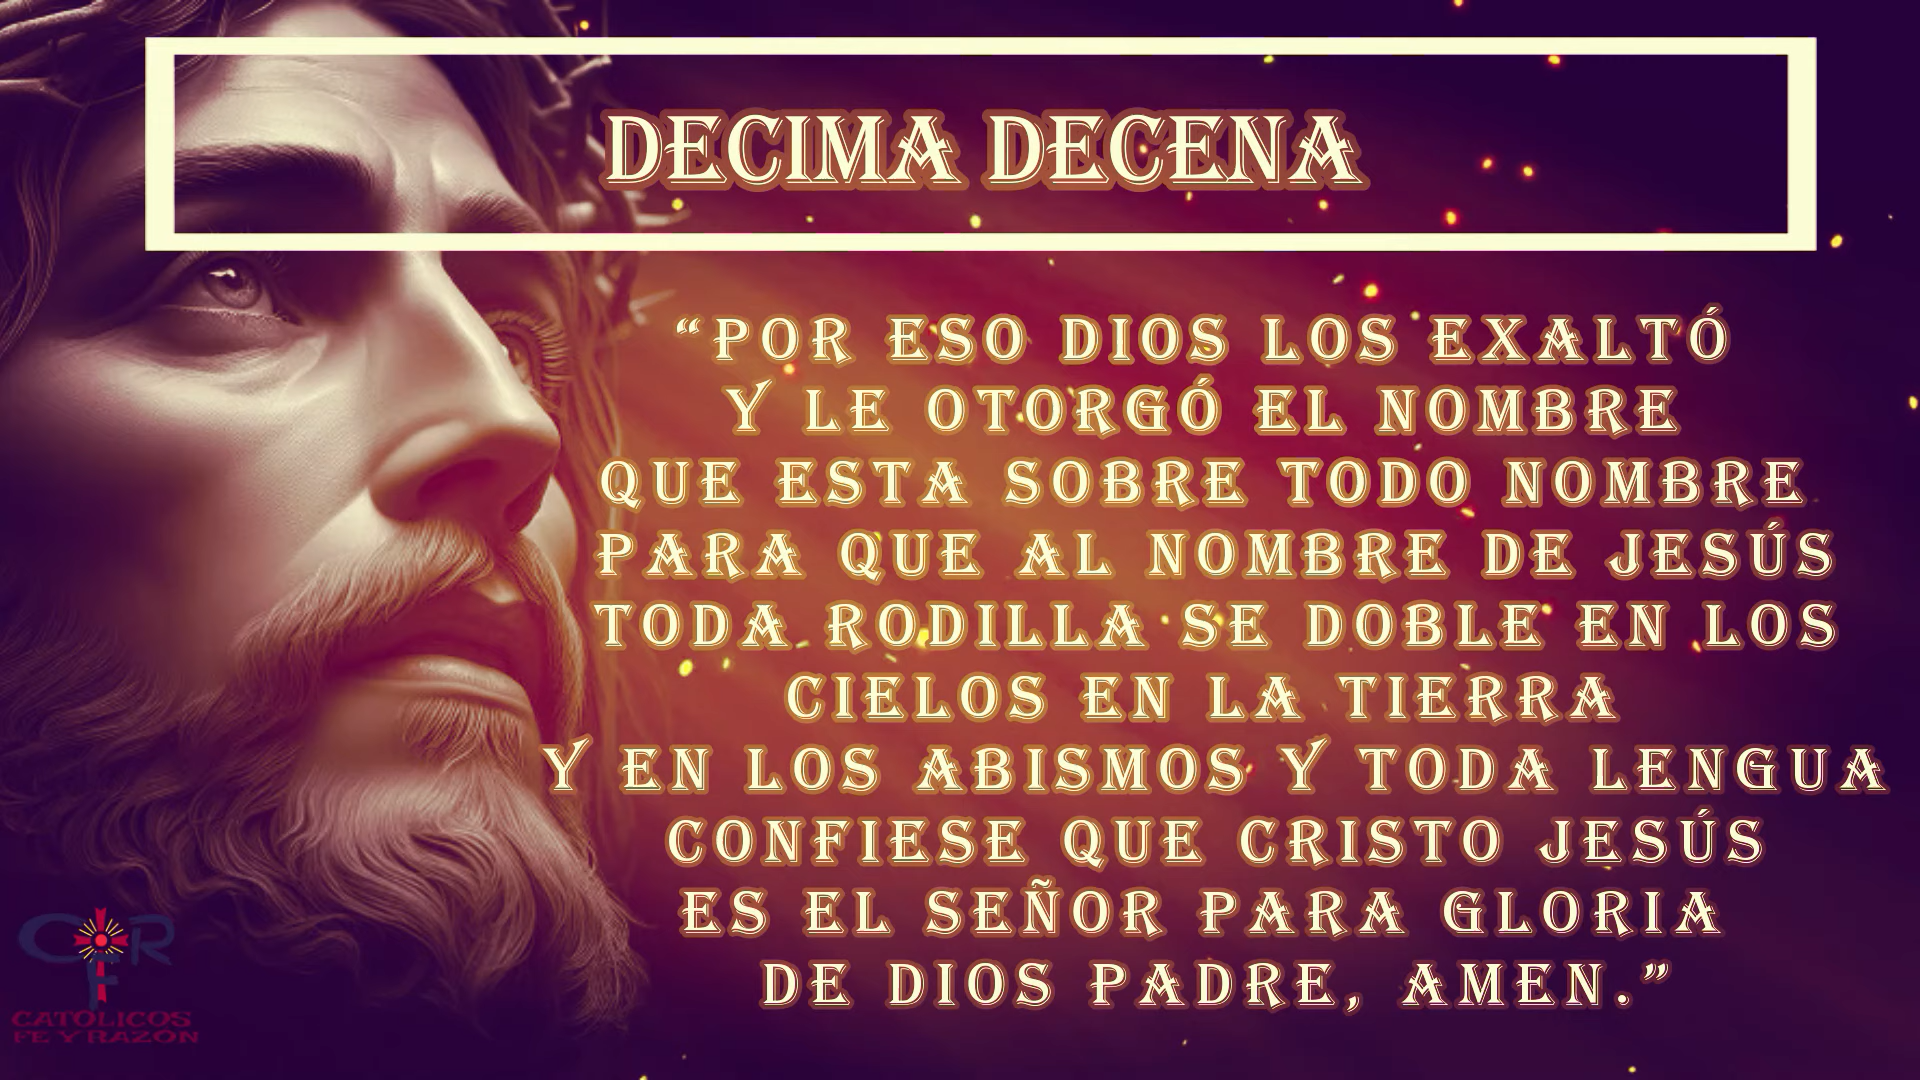 DECIMA DECENA
“POR ESO DIOS LOS EXALTÓ
Y LE OTORGÓ EL NOMBRE
QUE ESTA SOBRE TODO NOMBRE
PARA QUE AL NOMBRE DE JESÚS
TODA RODILLA SE DOBLE EN LOS
CIELOS EN LA TIERRA
Y EN LOS ABISMOS Y TODA LENGUA
CONFIESE QUE CRISTO JESÚS
ES EL SEÑOR PARA GLORIA
DE DIOS PADRE, AMEN.”
C R
F
CATÓLICOS
FE Y RAZÓN